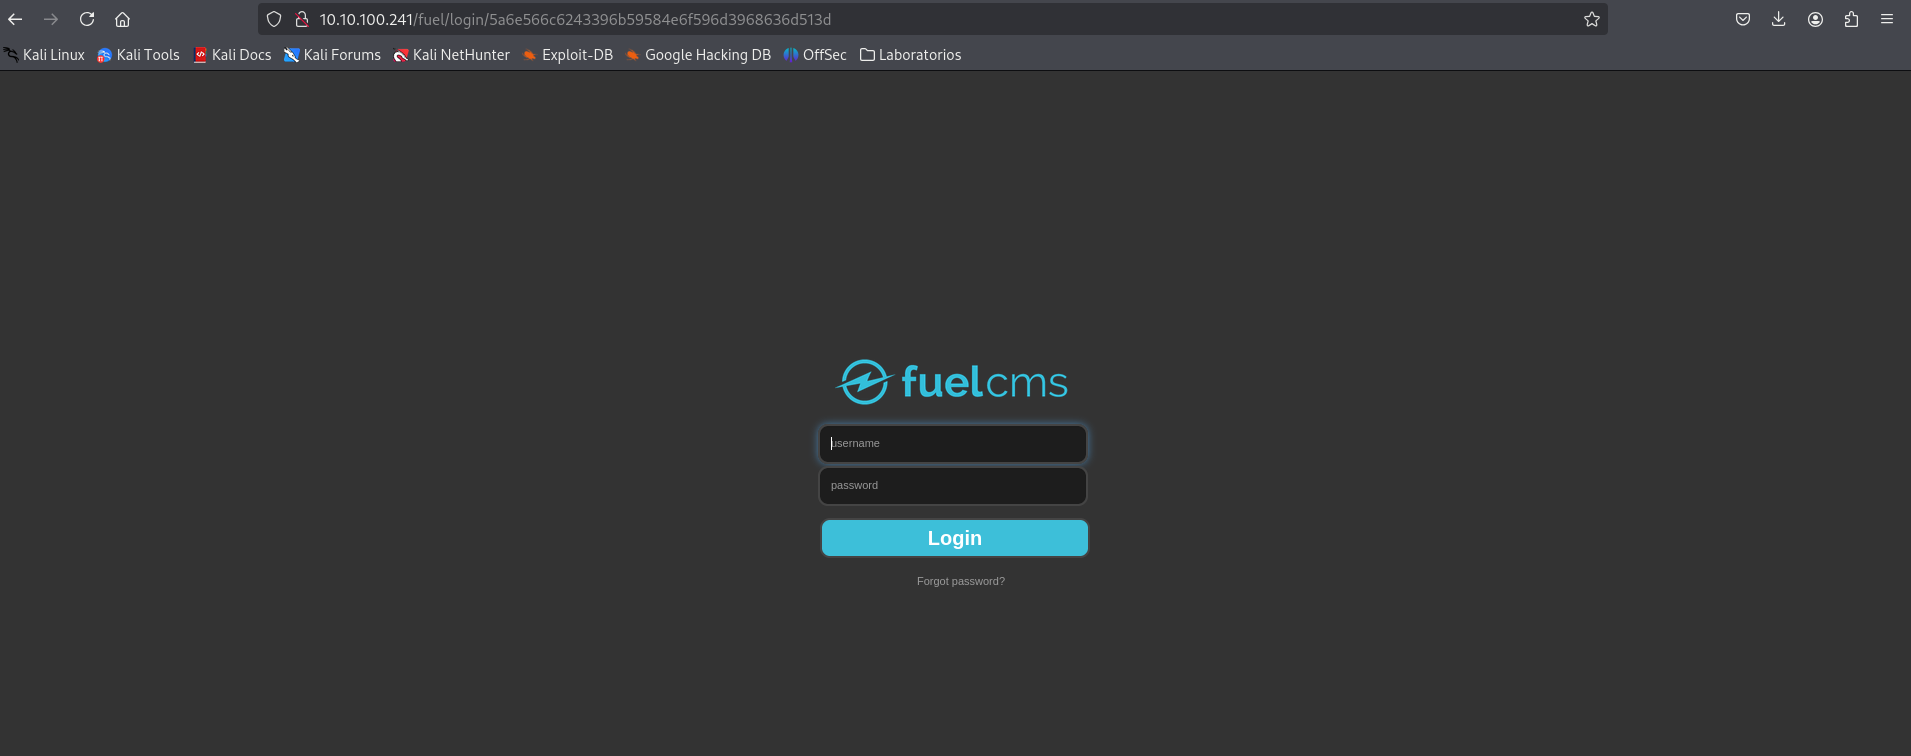 10.10.100.241/fuel/login/5a6e566c6243396b59584e6f596d3968636d513d
Kali Linux Kali Tools Kali Docs Kali Forums Kali NetHunter Exploit-DB Google Hacking DB OffSec Laboratorios
fuelcms
username
password
Login
Forgot password?